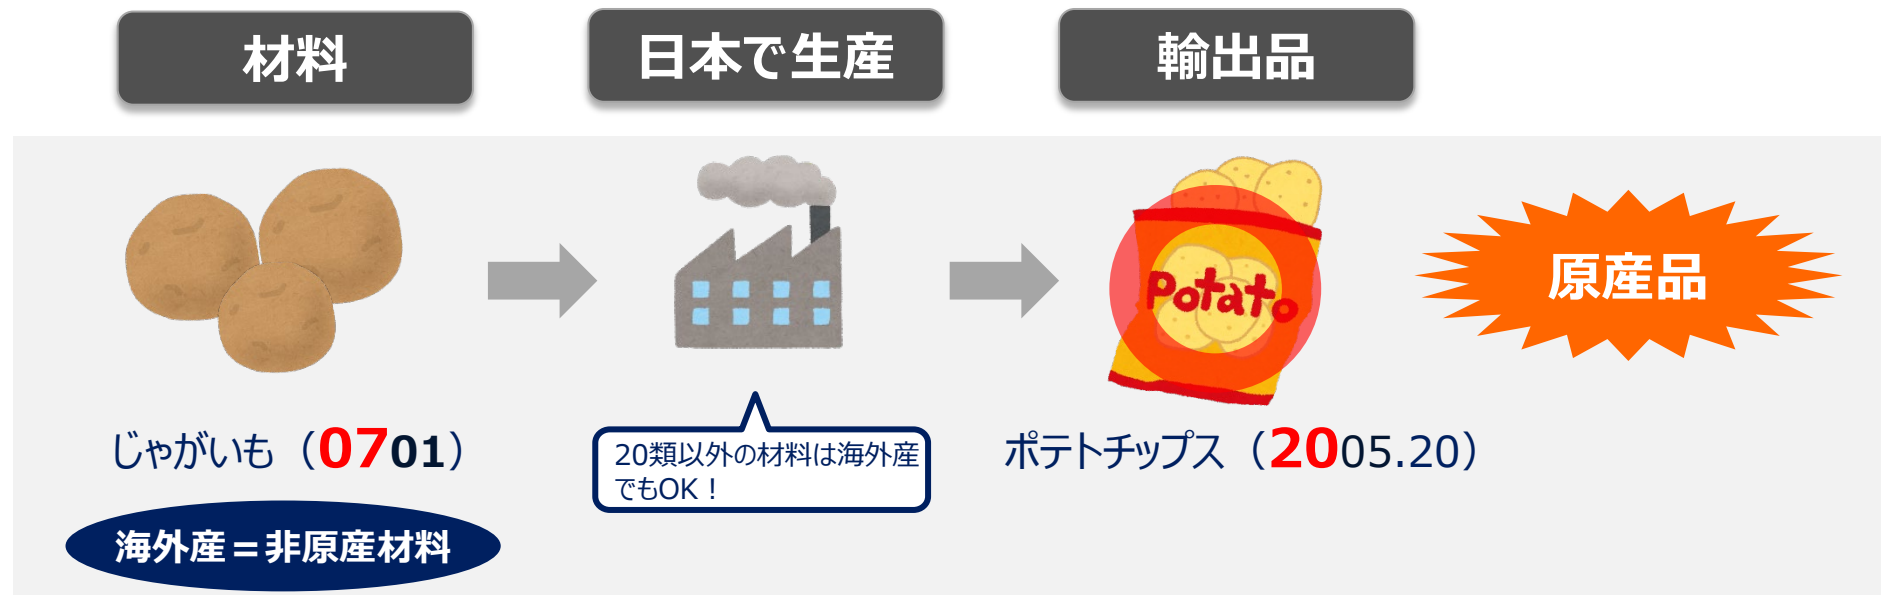 材料
日本で生産
輸出品
potato
原産品
じゃがいも（0701）
20類以外の材料は海外産
でもOK！
ポテトチップス（2005.20）
海外産＝非原産材料